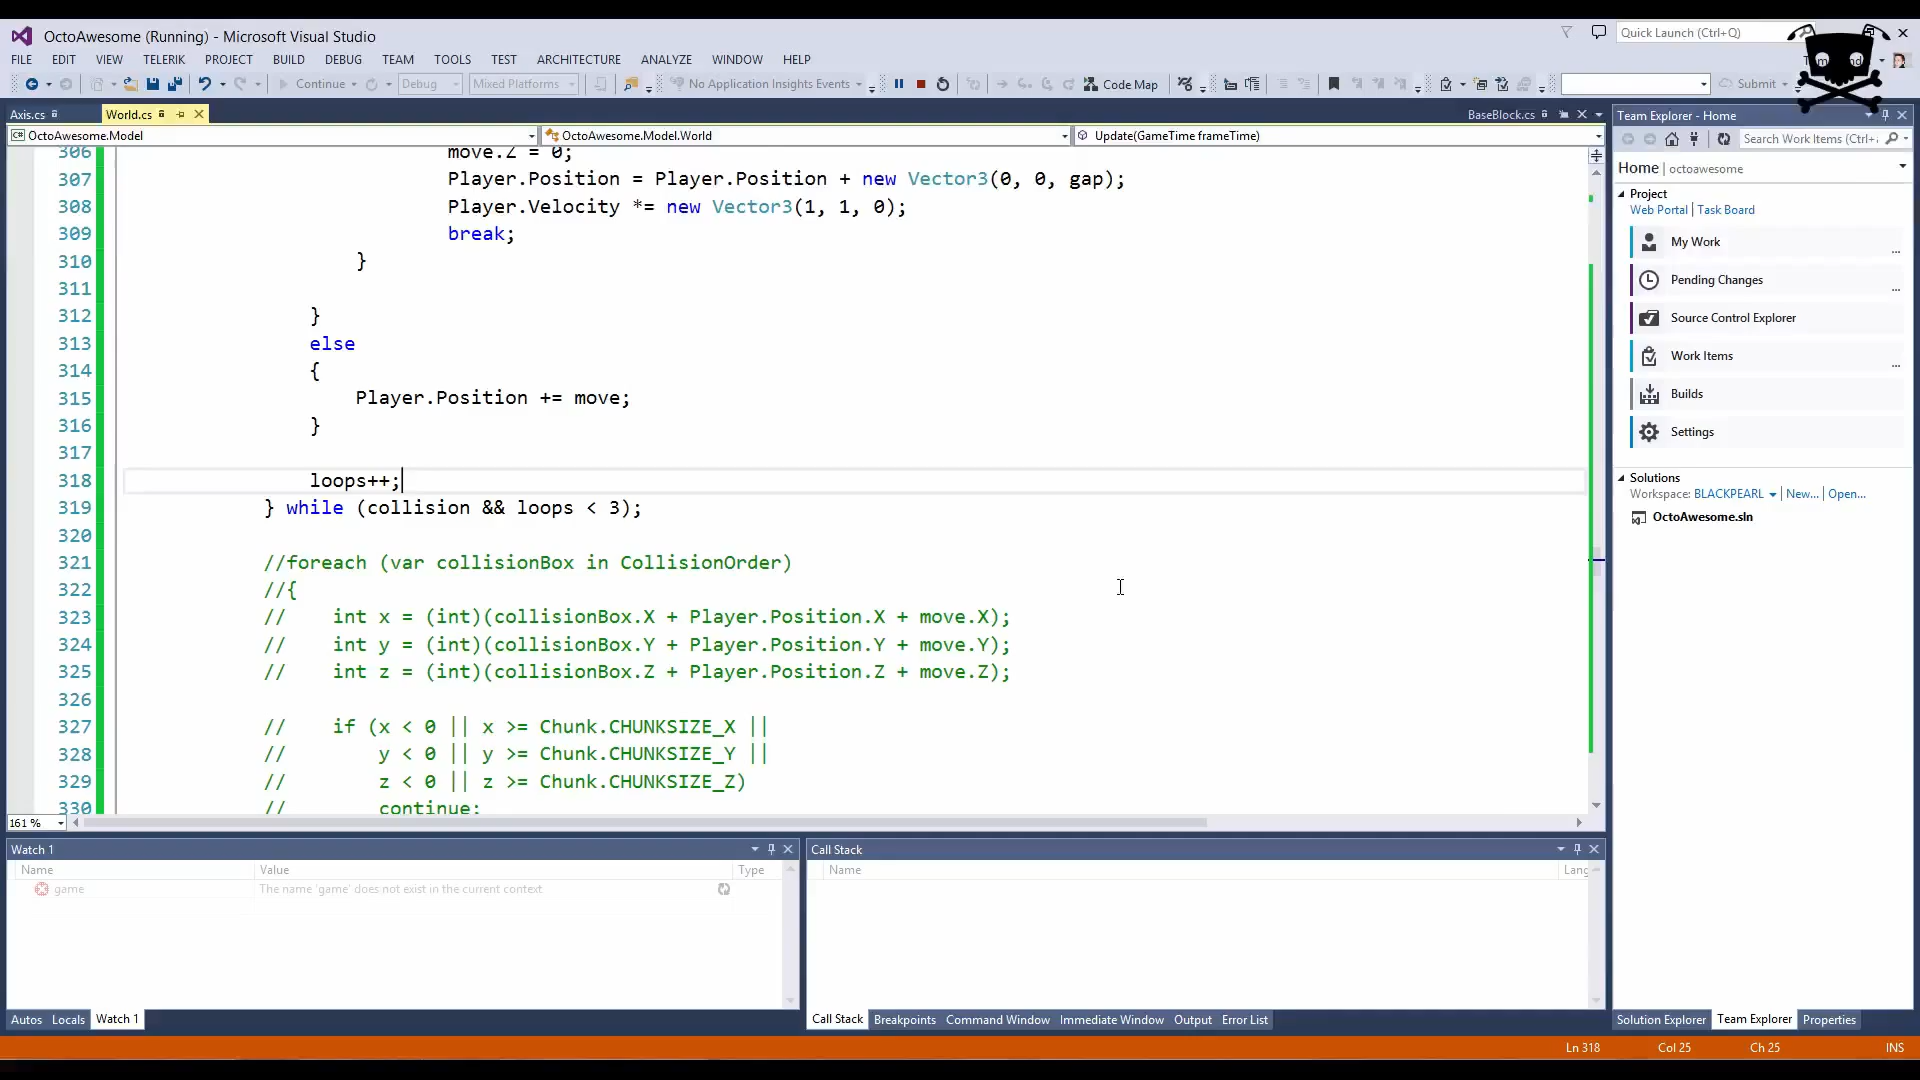 OctoAwesome (Running) - Microsoft Visual Studio
Quick Launch (Ctrl+Q)
FILE EDIT VIEW TELERIK PROJECT BUILD DEBUG TEAM TOOLS TEST ARCHITECTURE ANALYZE WINDOW HELP
Continue Debug Mixed Platforms No Application Insights Events Code Map Submit
Axis.cs World.cs BaseBlock.cs
OctoAwesome.Model OctoAwesome.Model.World Update(GameTime frameTime)
306 move.Z = 0;
307 Player.Position = Player.Position + new Vector3(0, 0, gap);
308 Player.Velocity *= new Vector3(1, 1, 0);
309 break;
310 }
311
312 }
313 else
314 {
315 Player.Position += move;
316 }
317
318 loops++;
319 } while (collision && loops < 3);
320
321 //foreach (var collisionBox in CollisionOrder)
322 //{
323 // int x = (int)(collisionBox.X + Player.Position.X + move.X);
324 // int y = (int)(collisionBox.Y + Player.Position.Y + move.Y);
325 // int z = (int)(collisionBox.Z + Player.Position.Z + move.Z);
326
327 // if (x < 0 || x >= Chunk.CHUNKSIZE_X ||
328 // y < 0 || y >= Chunk.CHUNKSIZE_Y ||
329 // z < 0 || z >= Chunk.CHUNKSIZE_Z)
330 // continue;
161 %
Watch 1
Name Value Type
game The name 'game' does not exist in the current context
Autos Locals Watch 1
Call Stack
Name Lang
Call Stack Breakpoints Command Window Immediate Window Output Error List
Team Explorer - Home
Search Work Items (Ctrl+
Home | octoawesome
Project
Web Portal | Task Board
My Work
...
Pending Changes
...
Source Control Explorer
Work Items
...
Builds
Settings
Solutions
Workspace: BLACKPEARL | New... | Open...
OctoAwesome.sln
Solution Explorer Team Explorer Properties
Ln 318 Col 25 Ch 25 INS